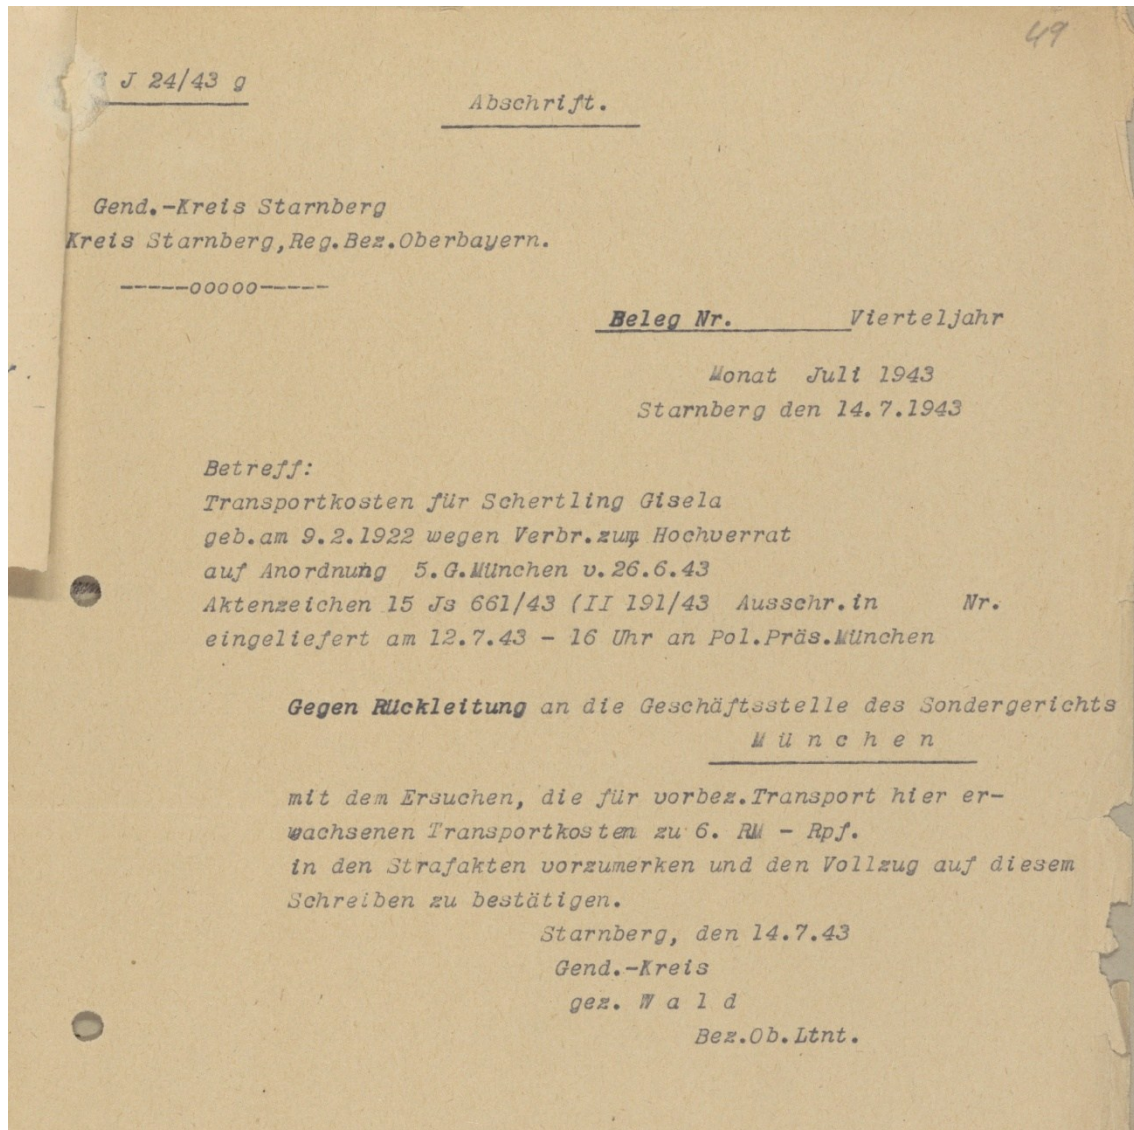 49
J 24/43 g
Abschrift.
Gend.-Kreis Starnberg
Kreis Starnberg,Reg.Bez.Oberbayern.
-----ooooo-----
Beleg Nr. Vierteljahr
Monat Juli 1943
Starnberg den 14.7.1943
Betreff:
Transportkosten für Schertling Gisela
geb.am 9.2.1922 wegen Verbr.zum Hochverrat
auf Anordnung 5.G.München v.26.6.43
Aktenzeichen 15 Js 661/43 (II 191/43 Ausschr.in Nr.
eingeliefert am 12.7.43 - 16 Uhr an Pol.Präs.München
Gegen Rückleitung an die Geschäftsstelle des Sondergerichts
M ü n c h e n
mit dem Ersuchen, die für vorbez.Transport hier er-
wachsenen Transportkosten zu 6. RM - Rpf.
in den Strafakten vorzumerken und den Vollzug auf diesem
Schreiben zu bestätigen.
Starnberg, den 14.7.43
Gend.-Kreis
gez. W a l d
Bez.Ob.Ltnt.